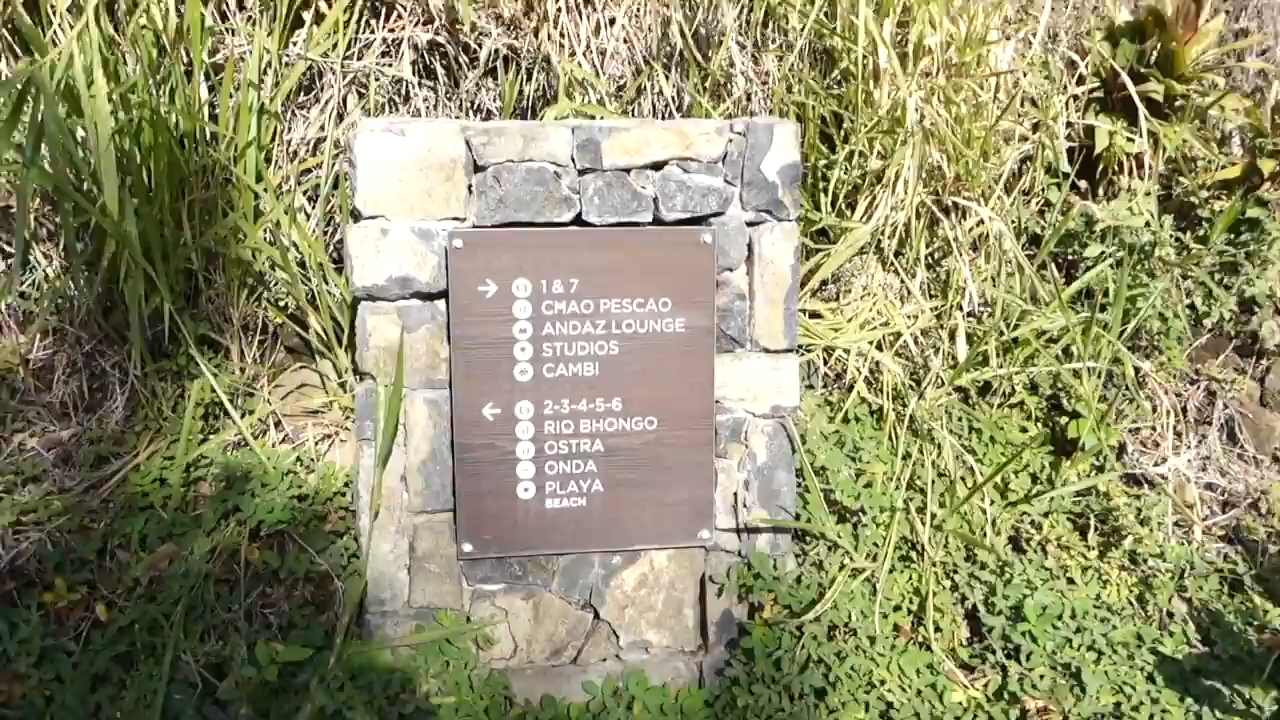 → 1 & 7
CHAO PESCAO
ANDAZ LOUNGE
STUDIOS
CAMBI
← 2-3-4-5-6
RIO BHONGO
OSTRA
ONDA
PLAYA
BEACH